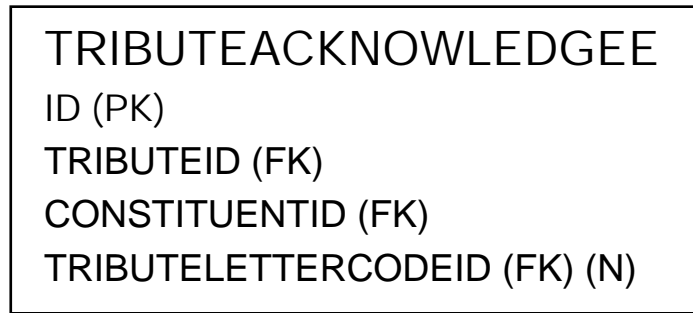 TRIBUTEACKNOWLEDGEE
ID (PK)
TRIBUTEID (FK)
CONSTITUENTID (FK)
TRIBUTELETTERCODEID (FK) (N)